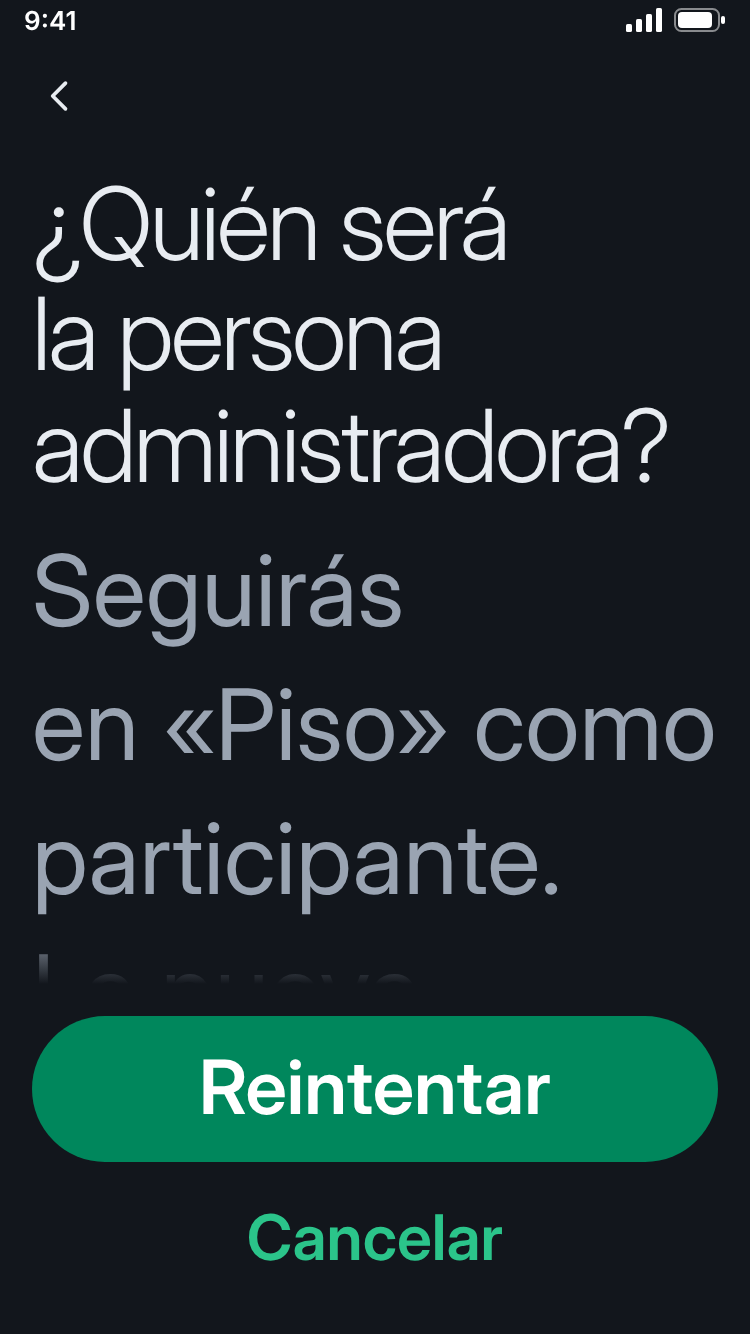 9:41
¿Quién será
la persona
administradora?
Seguirás
en «Piso» como
participante.
Reintentar
Cancelar